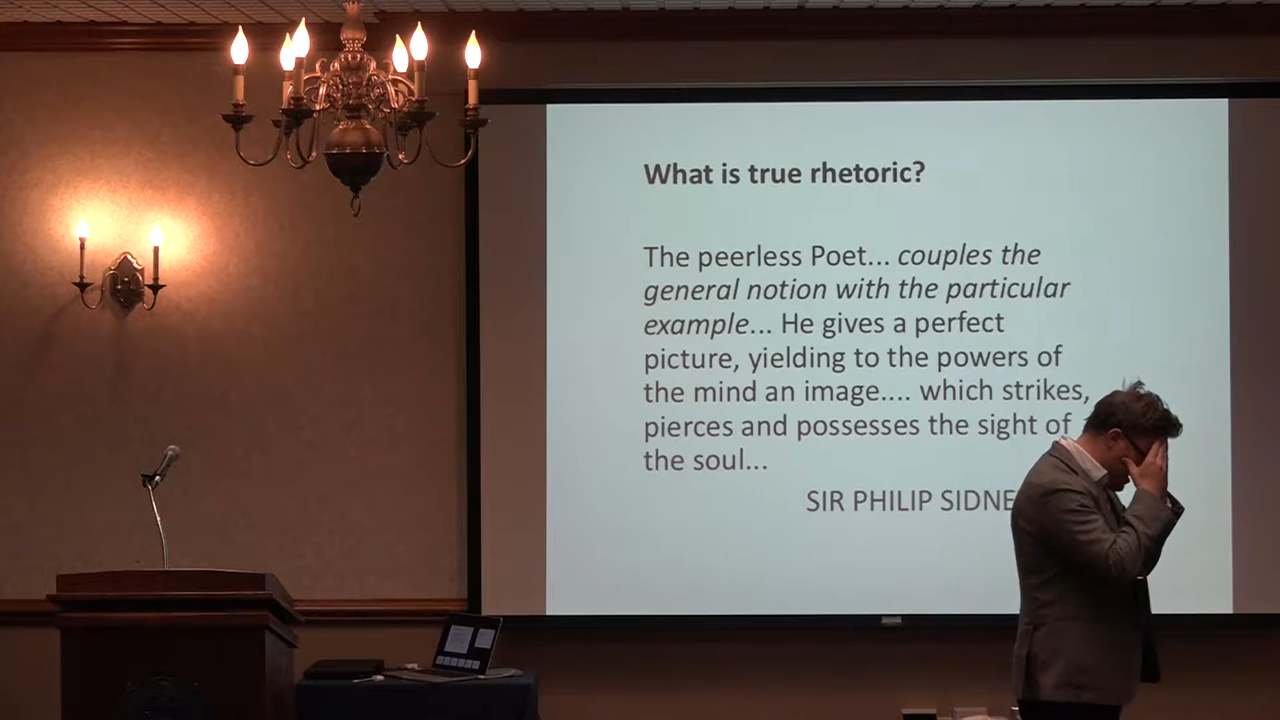 What is true rhetoric?
The peerless Poet... couples the
general notion with the particular
example... He gives a perfect
picture, yielding to the powers of
the mind an image.... which strikes,
pierces and possesses the sight of
the soul...
SIR PHILIP SIDNE